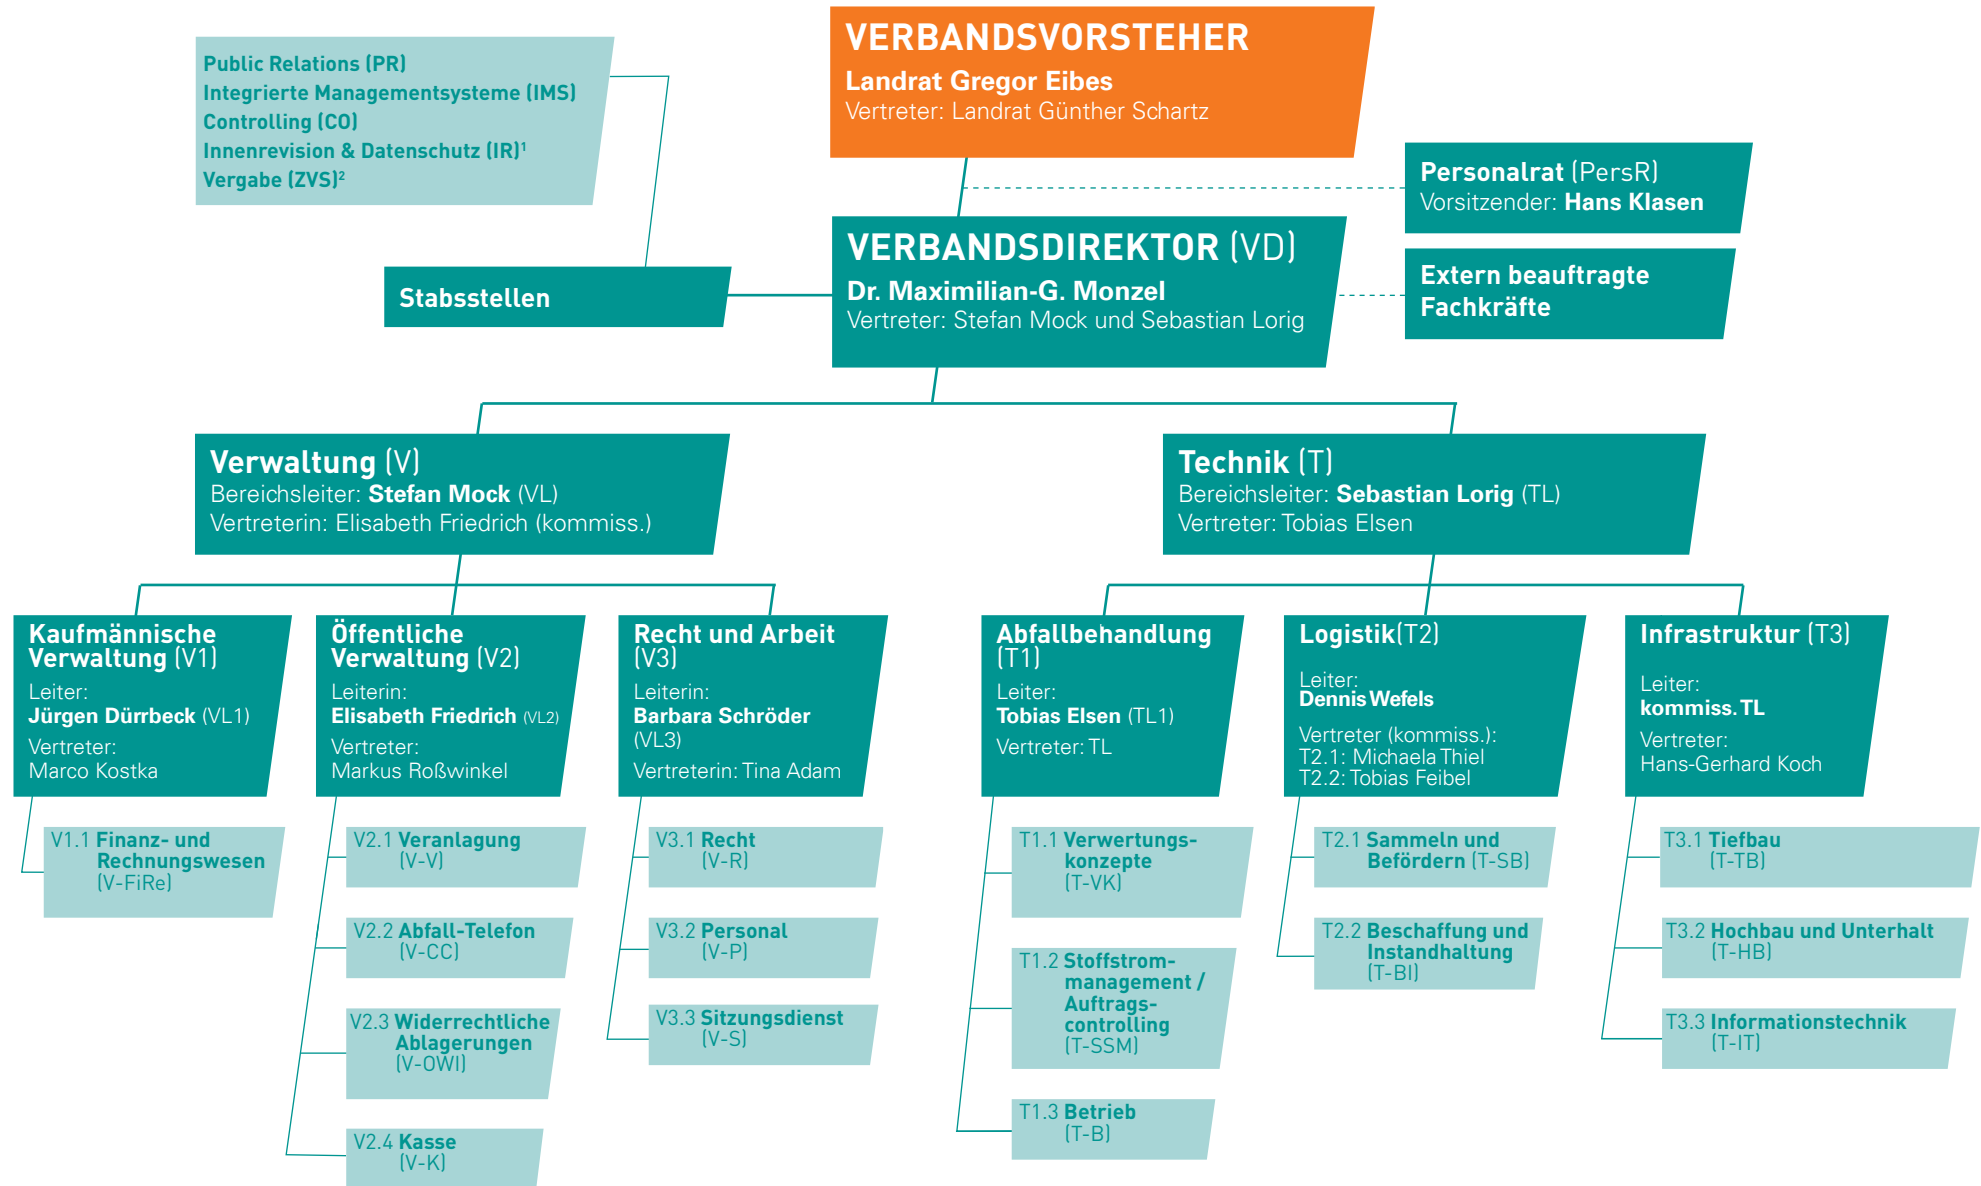 Public Relations (PR)
Integrierte Managementsysteme (IMS)
Controlling (CO)
Innenrevision & Datenschutz (IR)¹
Vergabe (ZVS)²
VERBANDSVORSTEHER
Landrat Gregor Eibes
Vertreter: Landrat Günther Schartz
Personalrat (PersR)
Vorsitzender: Hans Klasen
VERBANDSDIREKTOR (VD)
Dr. Maximilian-G. Monzel
Vertreter: Stefan Mock und Sebastian Lorig
Stabsstellen
Extern beauftragte
Fachkräfte
Verwaltung (V)
Bereichsleiter: Stefan Mock (VL)
Vertreterin: Elisabeth Friedrich (kommiss.)
Technik (T)
Bereichsleiter: Sebastian Lorig (TL)
Vertreter: Tobias Elsen
Kaufmännische
Verwaltung (V1)
Leiter:
Jürgen Dürrbeck (VL1)
Vertreter:
Marco Kostka
Öffentliche
Verwaltung (V2)
Leiterin:
Elisabeth Friedrich (VL2)
Vertreter:
Markus Roßwinkel
Recht und Arbeit
(V3)
Leiterin:
Barbara Schröder
(VL3)
Vertreterin: Tina Adam
Abfallbehandlung
(T1)
Leiter:
Tobias Elsen (TL1)
Vertreter: TL
Logistik(T2)
Leiter:
Dennis Wefels
Vertreter (kommiss.):
T2.1: Michaela Thiel
T2.2: Tobias Feibel
Infrastruktur (T3)
Leiter:
kommiss. TL
Vertreter:
Hans-Gerhard Koch
V1.1 Finanz- und
Rechnungswesen
(V-FiRe)
V2.1 Veranlagung
(V-V)
V2.2 Abfall-Telefon
(V-CC)
V2.3 Widerrechtliche
Ablagerungen
(V-OWI)
V2.4 Kasse
(V-K)
V3.1 Recht
(V-R)
V3.2 Personal
(V-P)
V3.3 Sitzungsdienst
(V-S)
T1.1 Verwertungs-
konzepte
(T-VK)
T1.2 Stoffstrom-
management /
Auftrags-
controlling
(T-SSM)
T1.3 Betrieb
(T-B)
T2.1 Sammeln und
Befördern (T-SB)
T2.2 Beschaffung und
Instandhaltung
(T-BI)
T3.1 Tiefbau
(T-TB)
T3.2 Hochbau und Unterhalt
(T-HB)
T3.3 Informationstechnik
(T-IT)